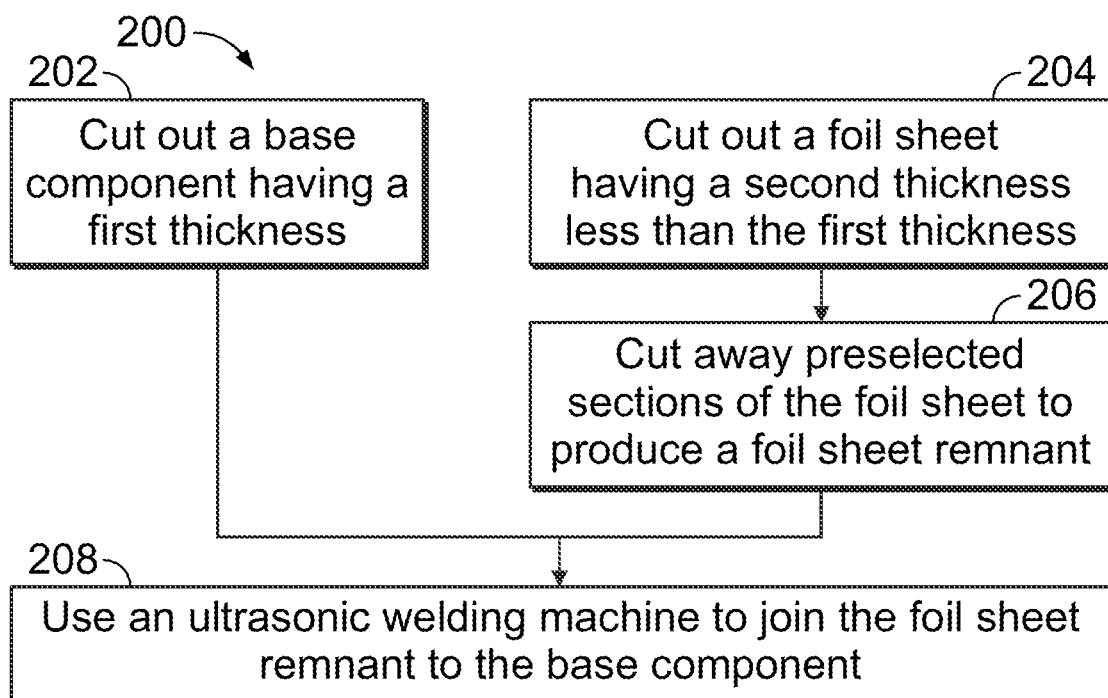 200
202
Cut out a base
component having a
first thickness
204
Cut out a foil sheet
having a second thickness
less than the first thickness
206
Cut away preselected
sections of the foil sheet to
produce a foil sheet remnant
208
Use an ultrasonic welding machine to join the foil sheet
remnant to the base component